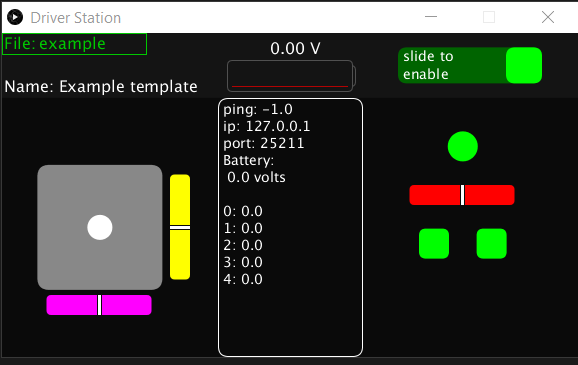 Driver Station
File: example
0.00 V
slide to
enable
Name: Example template
ping: -1.0
ip: 127.0.0.1
port: 25211
Battery:
0.0 volts
0: 0.0
1: 0.0
2: 0.0
3: 0.0
4: 0.0